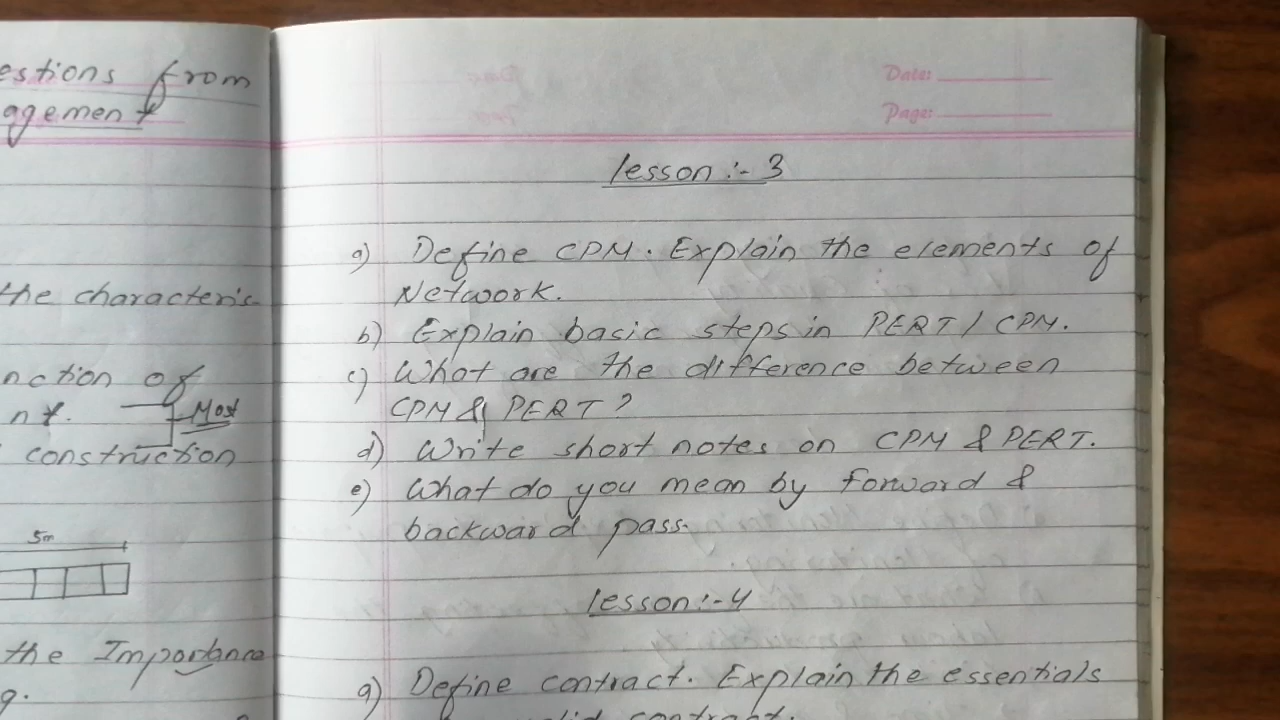 estions from
agement
the characteris-
nction of
nt.
Most
construction
5m
the Importance
g.
Date:
Page:
lesson :- 3
a) Define CPM. Explain the elements of
Network.
b) Explain basic steps in PERT / CPM.
c) What are the difference between
CPM & PERT?
d) Write short notes on CPM & PERT.
e) What do you mean by forward &
backward pass.
lesson :- 4
a) Define contract. Explain the essentials
contract.